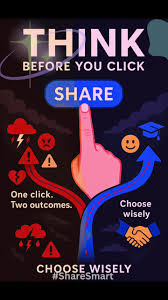 THINK
BEFORE YOU CLICK
SHARE
One click.
Two outcomes.
Choose
wisely
CHOOSE WISELY
#ShareSmart